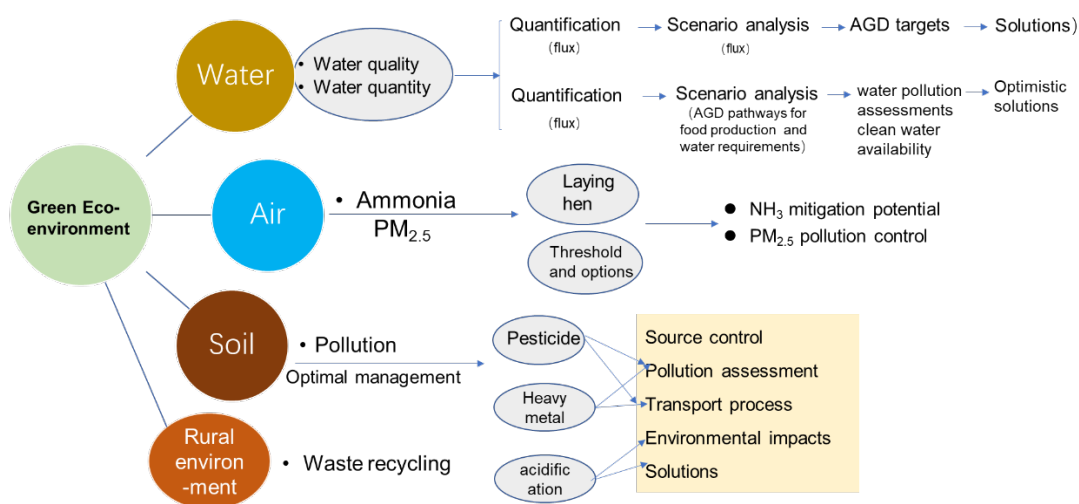 Green Eco-
environment
Water
• Water quality
• Water quantity
Quantification
(flux)
Scenario analysis
(flux)
AGD targets
Solutions)
Quantification
(flux)
Scenario analysis
(AGD pathways for
food production and
water requirements)
water pollution
assessments
clean water
availability
Optimistic
solutions
Air
• Ammonia
PM2.5
Laying
hen
Threshold
and options
● NH3 mitigation potential
● PM2.5 pollution control
Soil
• Pollution
Optimal management
Pesticide
Heavy
metal
acidific
ation
Source control
Pollution assessment
Transport process
Environmental impacts
Solutions
Rural
environ
-ment
• Waste recycling